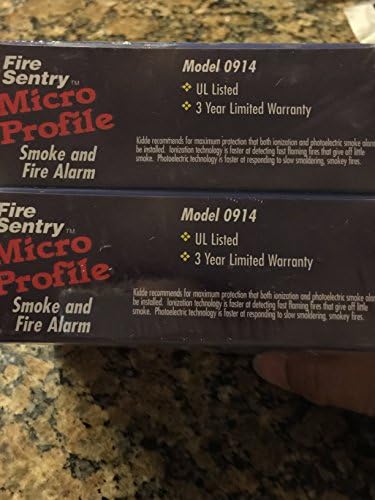 Fire
Sentry™
Micro
Profile
Smoke and
Fire Alarm
Model 0914
UL Listed
3 Year Limited Warranty
Kidde recommends for maximum protection that both ionization and photoelectric smoke alar
be installed. Ionization technology is faster at detecting fast flaming fires that give off little
smoke. Photoelectric technology is faster at responding to slow smoldering, smokey fires.
Fire
Sentry™
Micro
Profile
Smoke and
Fire Alarm
Model 0914
UL Listed
3 Year Limited Warranty
Kidde recommends for maximum protection that both ionization and photoelectric smoke alar
be installed. Ionization technology is faster at detecting fast flaming fires that give off little
smoke. Photoelectric technology is faster at responding to slow smoldering, smokey fires.